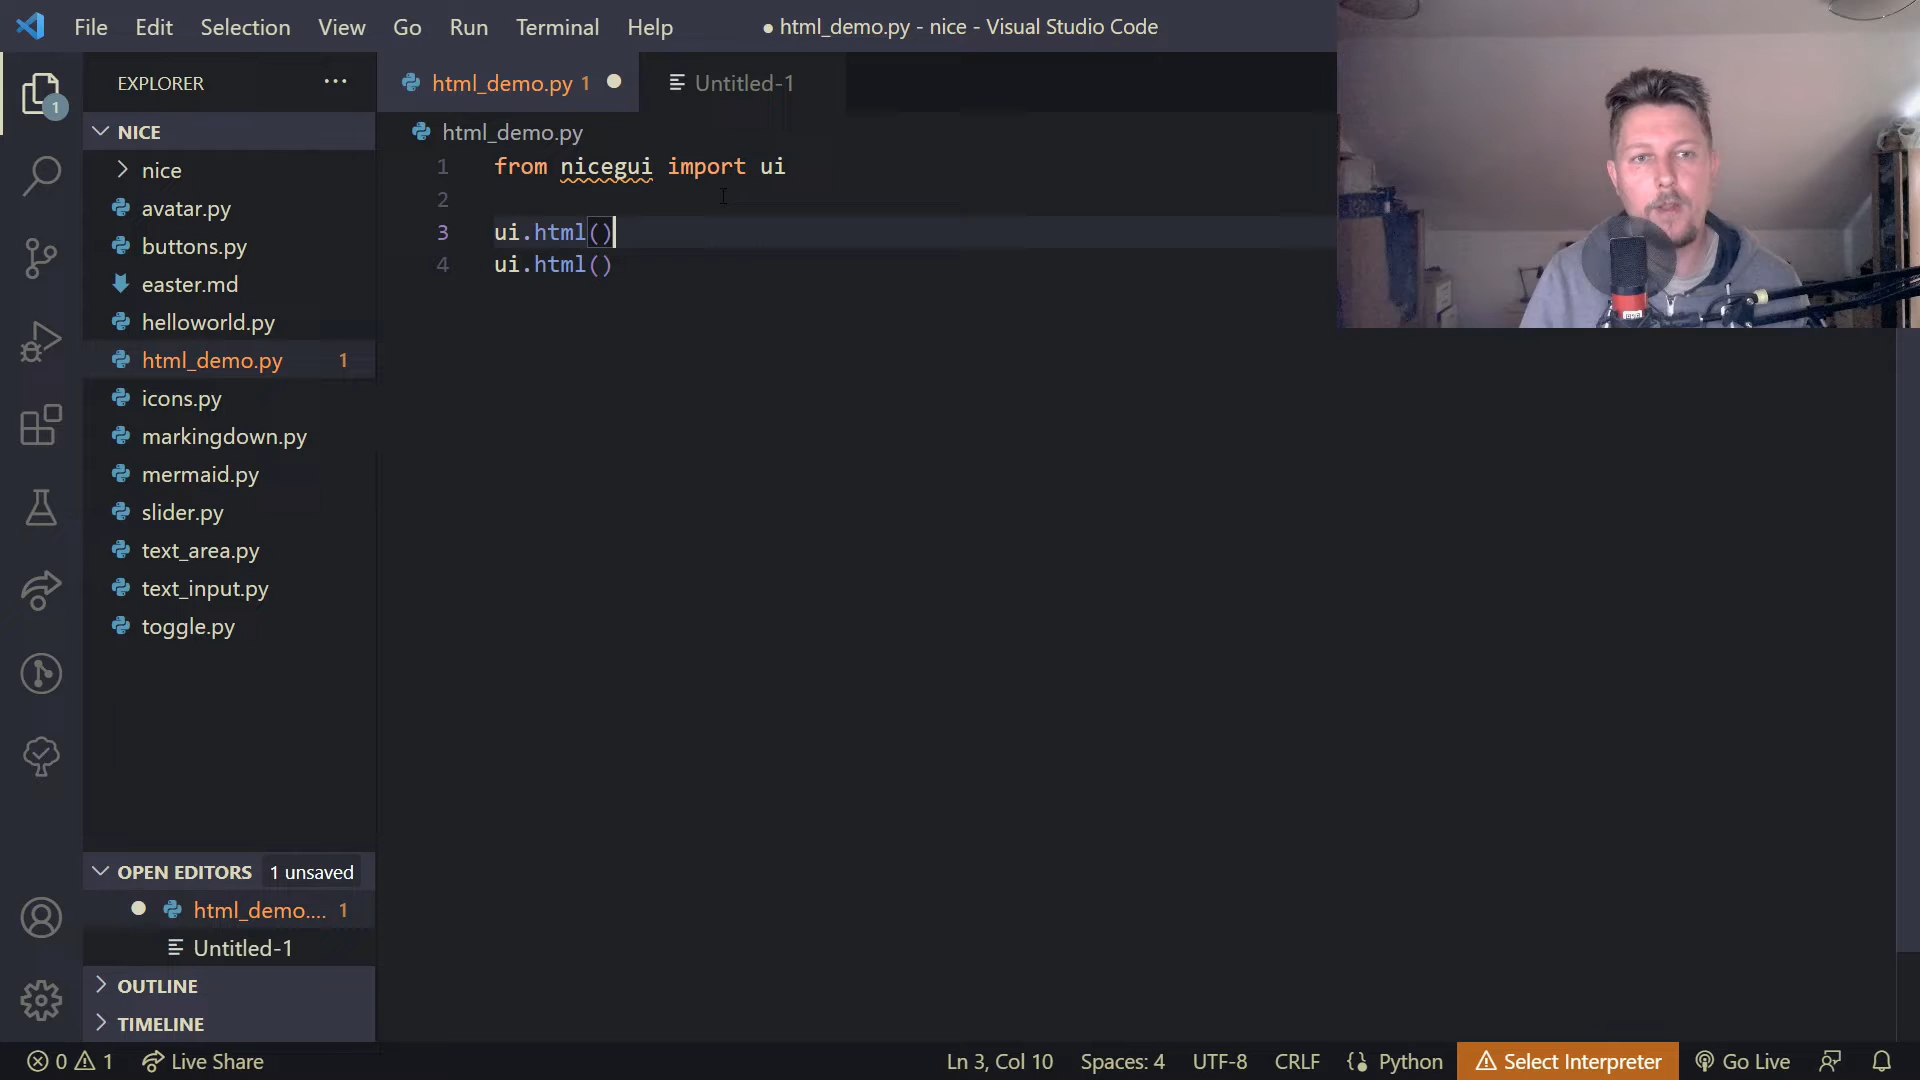 File Edit Selection View Go Run Terminal Help
● html_demo.py - nice - Visual Studio Code
EXPLORER ···
html_demo.py 1 ●
Untitled-1
1
NICE
nice
avatar.py
buttons.py
easter.md
helloworld.py
html_demo.py 1
icons.py
markingdown.py
mermaid.py
slider.py
text_area.py
text_input.py
toggle.py
html_demo.py
1 from nicegui import ui
2
3 ui.html()
4 ui.html()
OPEN EDITORS 1 unsaved
● html_demo.... 1
Untitled-1
OUTLINE
TIMELINE
0 1 Live Share
Ln 3, Col 10 Spaces: 4 UTF-8 CRLF Python Select Interpreter Go Live